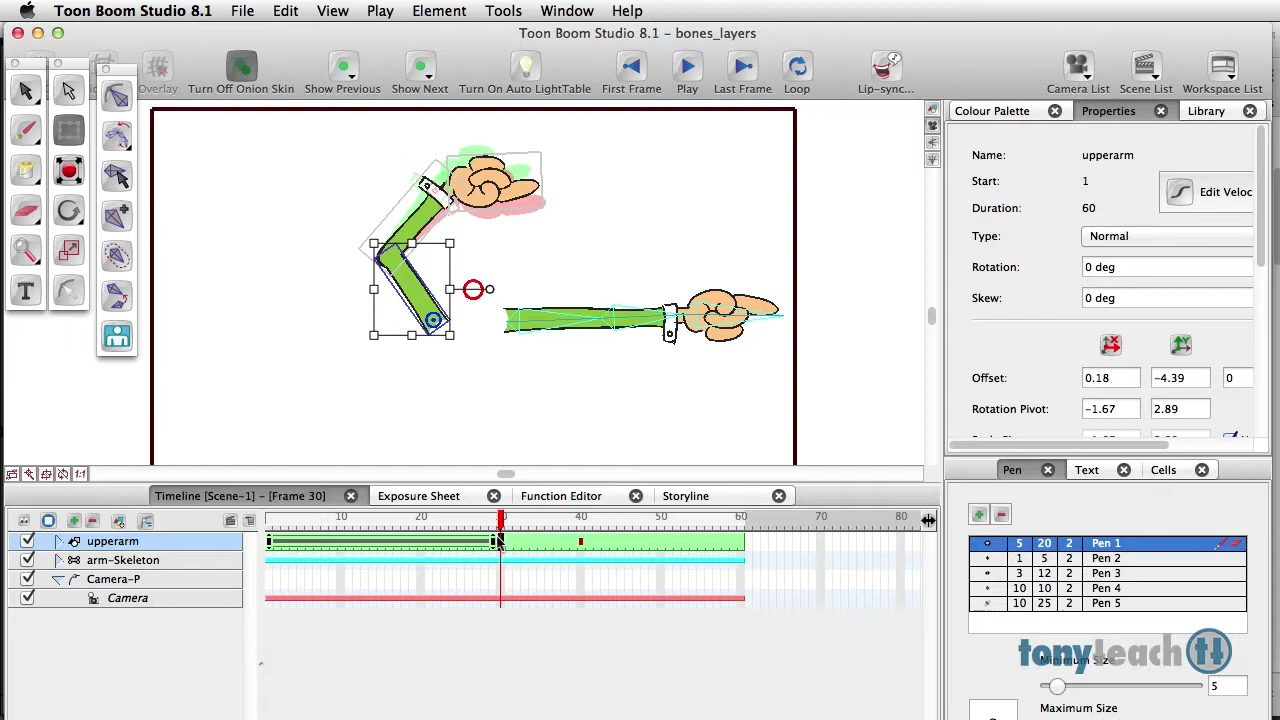 Toon Boom Studio 8.1 File Edit View Play Element Tools Window Help
Toon Boom Studio 8.1 - bones_layers
Overlay Turn Off Onion Skin Show Previous Show Next Turn On Auto LightTable First Frame Play Last Frame Loop Lip-sync... Camera List Scene List Workspace List
Colour Palette Properties Library
Name: upperarm
Start: 1
Duration: 60
Edit Veloc
Type: Normal
Rotation: 0 deg
Skew: 0 deg
Offset: 0.18 -4.39 0
Rotation Pivot: -1.67 2.89
T
1:1
Pen Text Cells
Timeline [Scene-1] - [Frame 30] Exposure Sheet Function Editor Storyline
10 20 30 40 50 60 70 80
upperarm
arm-Skeleton
Camera-P
Camera
5 20 2 Pen 1
1 5 2 Pen 2
3 12 2 Pen 3
10 10 2 Pen 4
10 25 2 Pen 5
tonyleach
Minimum Size
5
Maximum Size